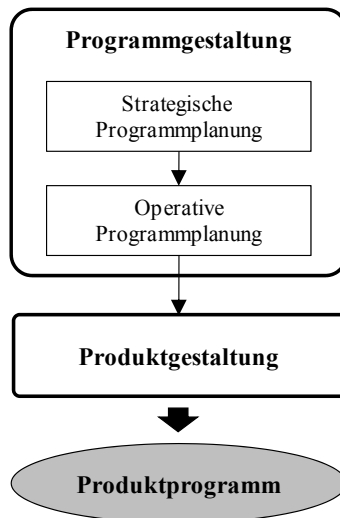 Programmgestaltung
Strategische
Programmplanung
Operative
Programmplanung
Produktgestaltung
Produktprogramm